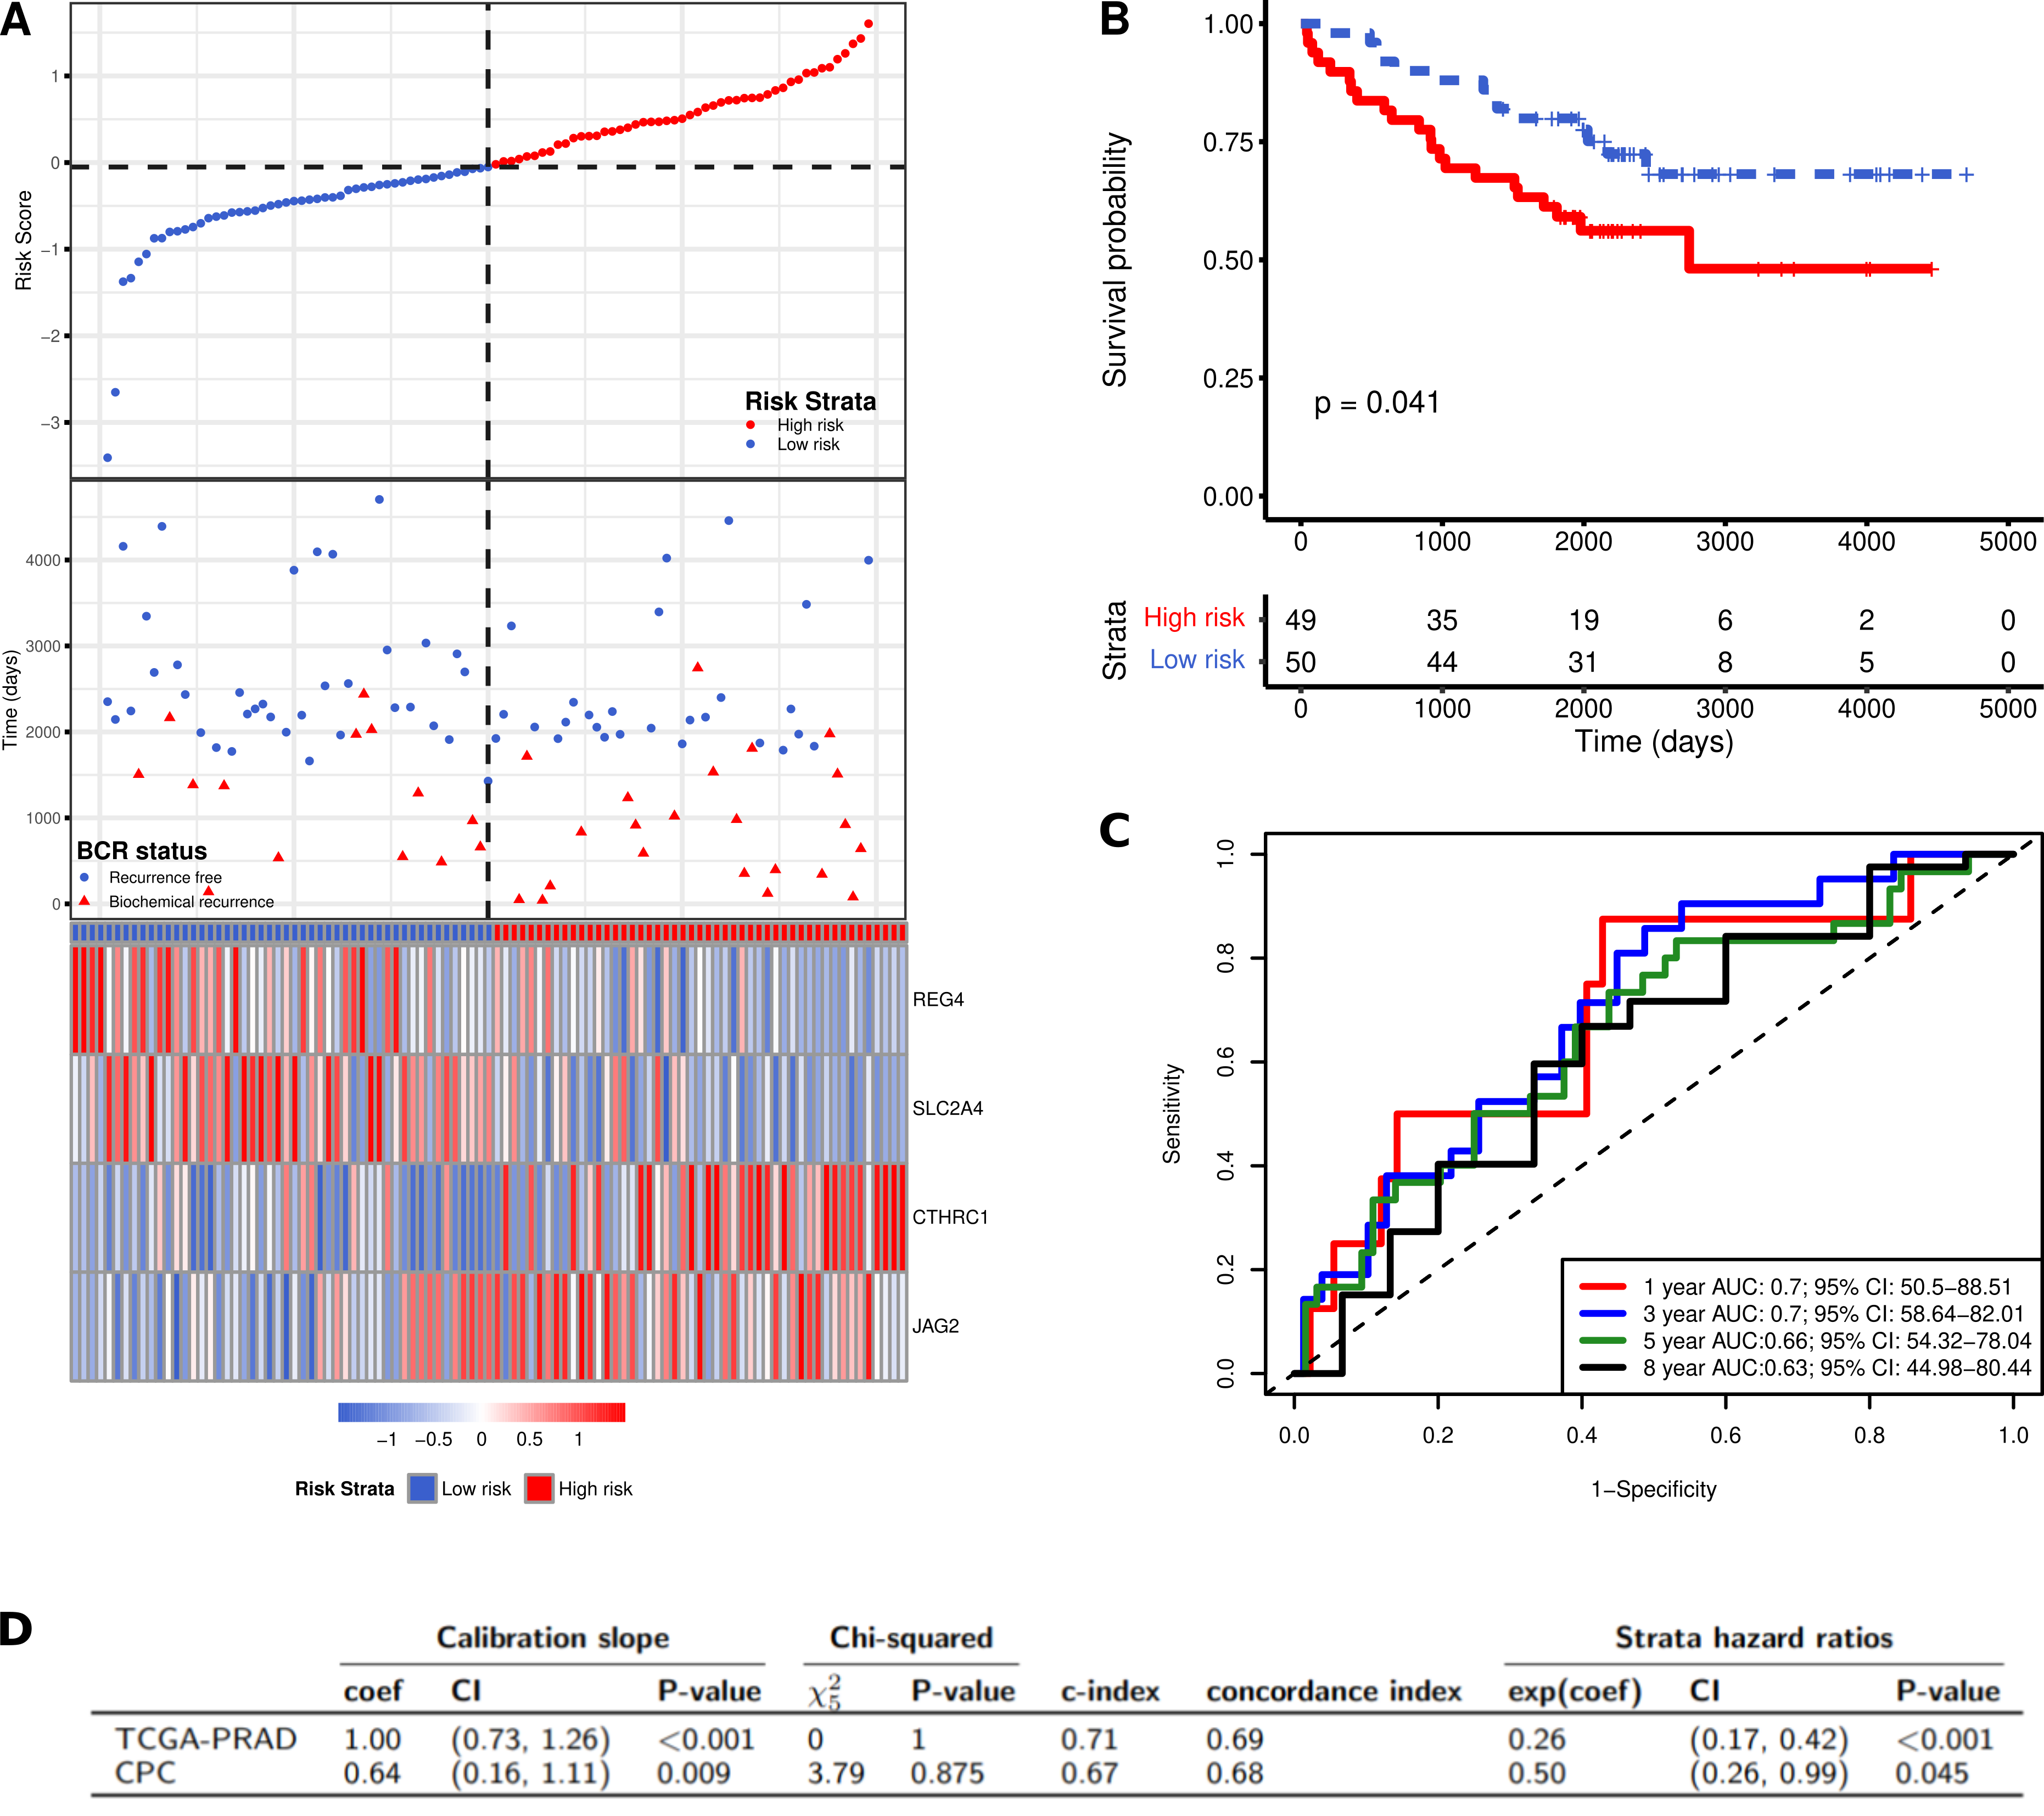 A
1
0
−1
−2
−3
Risk Score
Risk Strata
High risk
Low risk
4000
3000
2000
1000
0
Time (days)
BCR status
Recurrence free
Biochemical recurrence
REG4
SLC2A4
CTHRC1
JAG2
−1 −0.5 0 0.5 1
Risk Strata Low risk High risk
B
1.00
0.75
0.50
0.25
0.00
Survival probability
p = 0.041
0 1000 2000 3000 4000 5000
Strata
High risk 49 35 19 6 2 0
Low risk 50 44 31 8 5 0
0 1000 2000 3000 4000 5000
Time (days)
C
1.0
0.8
0.6
0.4
0.2
0.0
Sensitivity
1 year AUC: 0.7; 95% CI: 50.5−88.51
3 year AUC: 0.7; 95% CI: 58.64−82.01
5 year AUC:0.66; 95% CI: 54.32−78.04
8 year AUC:0.63; 95% CI: 44.98−80.44
0.0 0.2 0.4 0.6 0.8 1.0
1−Specificity
D
Calibration slope Chi-squared Strata hazard ratios
coef CI P-value χ²₅ P-value c-index concordance index exp(coef) CI P-value
TCGA-PRAD 1.00 (0.73, 1.26) <0.001 0 1 0.71 0.69 0.26 (0.17, 0.42) <0.001
CPC 0.64 (0.16, 1.11) 0.009 3.79 0.875 0.67 0.68 0.50 (0.26, 0.99) 0.045